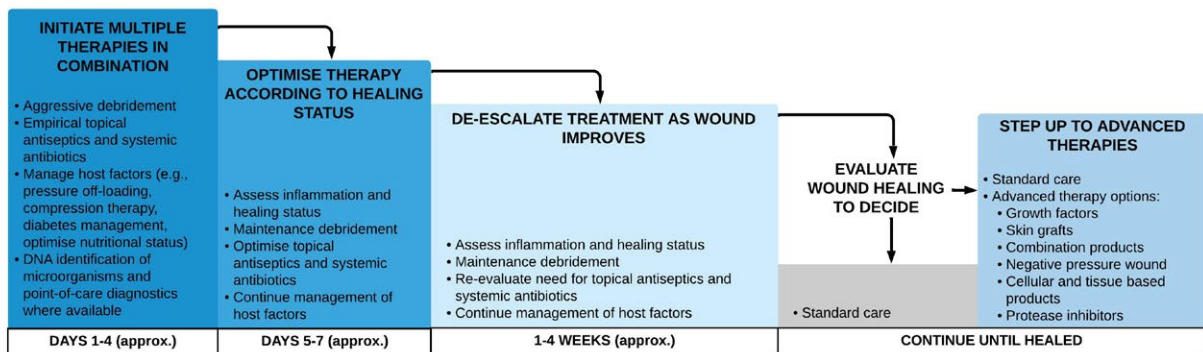 INITIATE MULTIPLE
THERAPIES IN
COMBINATION
• Aggressive debridement
• Empirical topical
antiseptics and systemic
antibiotics
• Manage host factors (e.g.,
pressure off-loading,
compression therapy,
diabetes management,
optimise nutritional status)
• DNA identification of
microorganisms and
point-of-care diagnostics
where available
DAYS 1-4 (approx.)
OPTIMISE THERAPY
ACCORDING TO HEALING
STATUS
• Assess inflammation and
healing status
• Maintenance debridement
• Optimise topical
antiseptics and systemic
antibiotics
• Continue management of
host factors
DAYS 5-7 (approx.)
DE-ESCALATE TREATMENT AS WOUND
IMPROVES
• Assess inflammation and healing status
• Maintenance debridement
• Re-evaluate need for topical antiseptics and
systemic antibiotics
• Continue management of host factors
1-4 WEEKS (approx.)
EVALUATE
WOUND HEALING
TO DECIDE
• Standard care
STEP UP TO ADVANCED
THERAPIES
• Standard care
• Advanced therapy options:
• Growth factors
• Skin grafts
• Combination products
• Negative pressure wound
• Cellular and tissue based
products
• Protease inhibitors
CONTINUE UNTIL HEALED